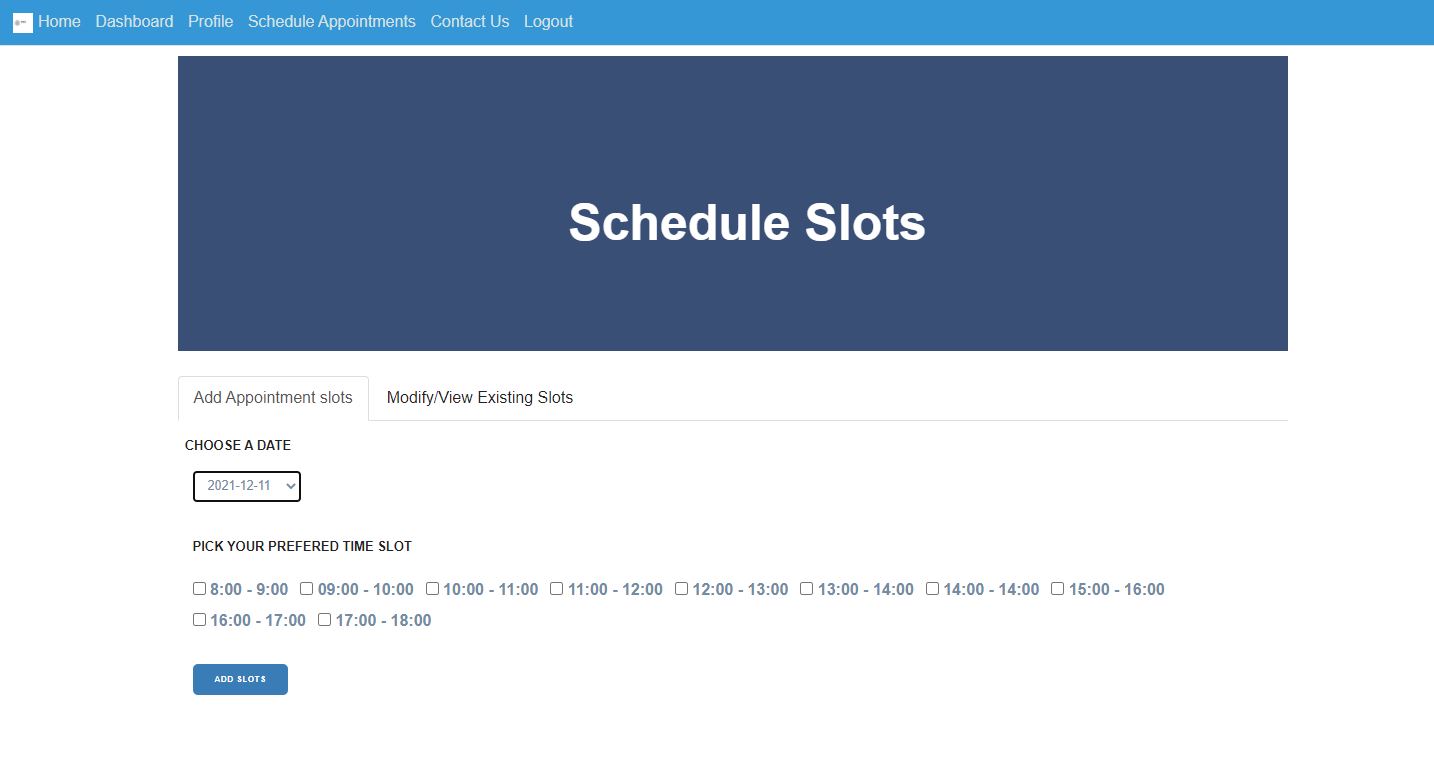 Home Dashboard Profile Schedule Appointments Contact Us Logout
Schedule Slots
Add Appointment slots Modify/View Existing Slots
CHOOSE A DATE
2021-12-11
PICK YOUR PREFERED TIME SLOT
8:00 - 9:00 09:00 - 10:00 10:00 - 11:00 11:00 - 12:00 12:00 - 13:00 13:00 - 14:00 14:00 - 14:00 15:00 - 16:00
16:00 - 17:00 17:00 - 18:00
ADD SLOTS